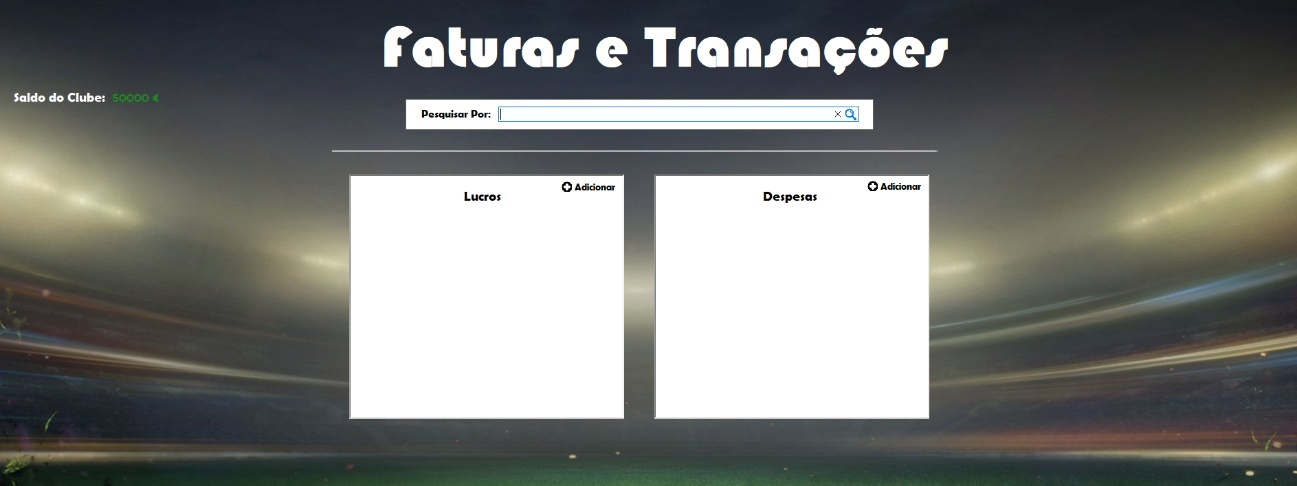 Faturas e Transações
Saldo do Clube: 50000 €
Pesquisar Por:
Adicionar
Lucros
Adicionar
Despesas